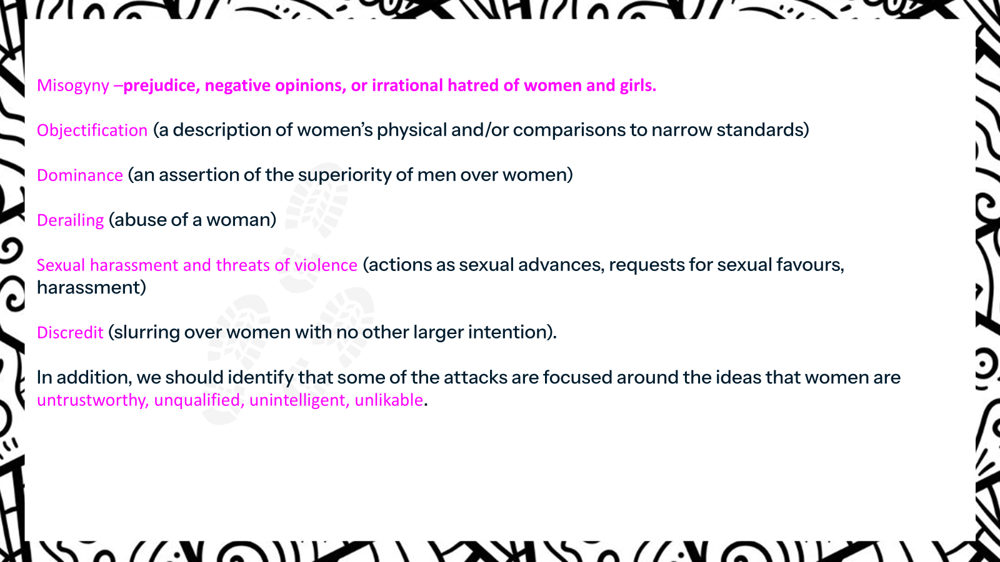 Misogyny –prejudice, negative opinions, or irrational hatred of women and girls.
Objectification (a description of women’s physical and/or comparisons to narrow standards)
Dominance (an assertion of the superiority of men over women)
Derailing (abuse of a woman)
Sexual harassment and threats of violence (actions as sexual advances, requests for sexual favours,
harassment)
Discredit (slurring over women with no other larger intention).
In addition, we should identify that some of the attacks are focused around the ideas that women are
untrustworthy, unqualified, unintelligent, unlikable.